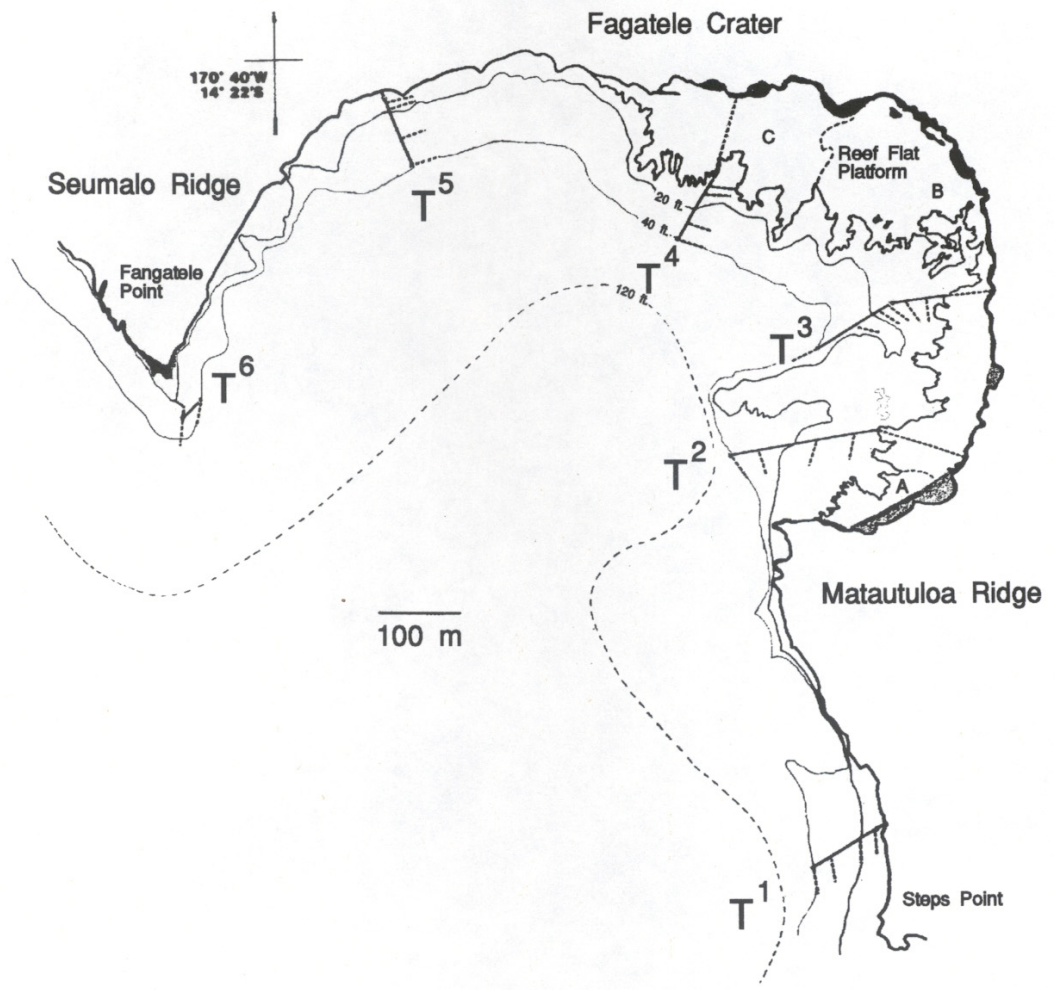 Fagatele Crater
170° 40'W
14° 22'S
C
Reef Flat
Platform
B
Seumalo Ridge
T5
20 ft.
40 ft.
T4
Fangatele
Point
120 ft.
T3
T6
T2
A
Matautuloa Ridge
100 m
T1
Steps Point